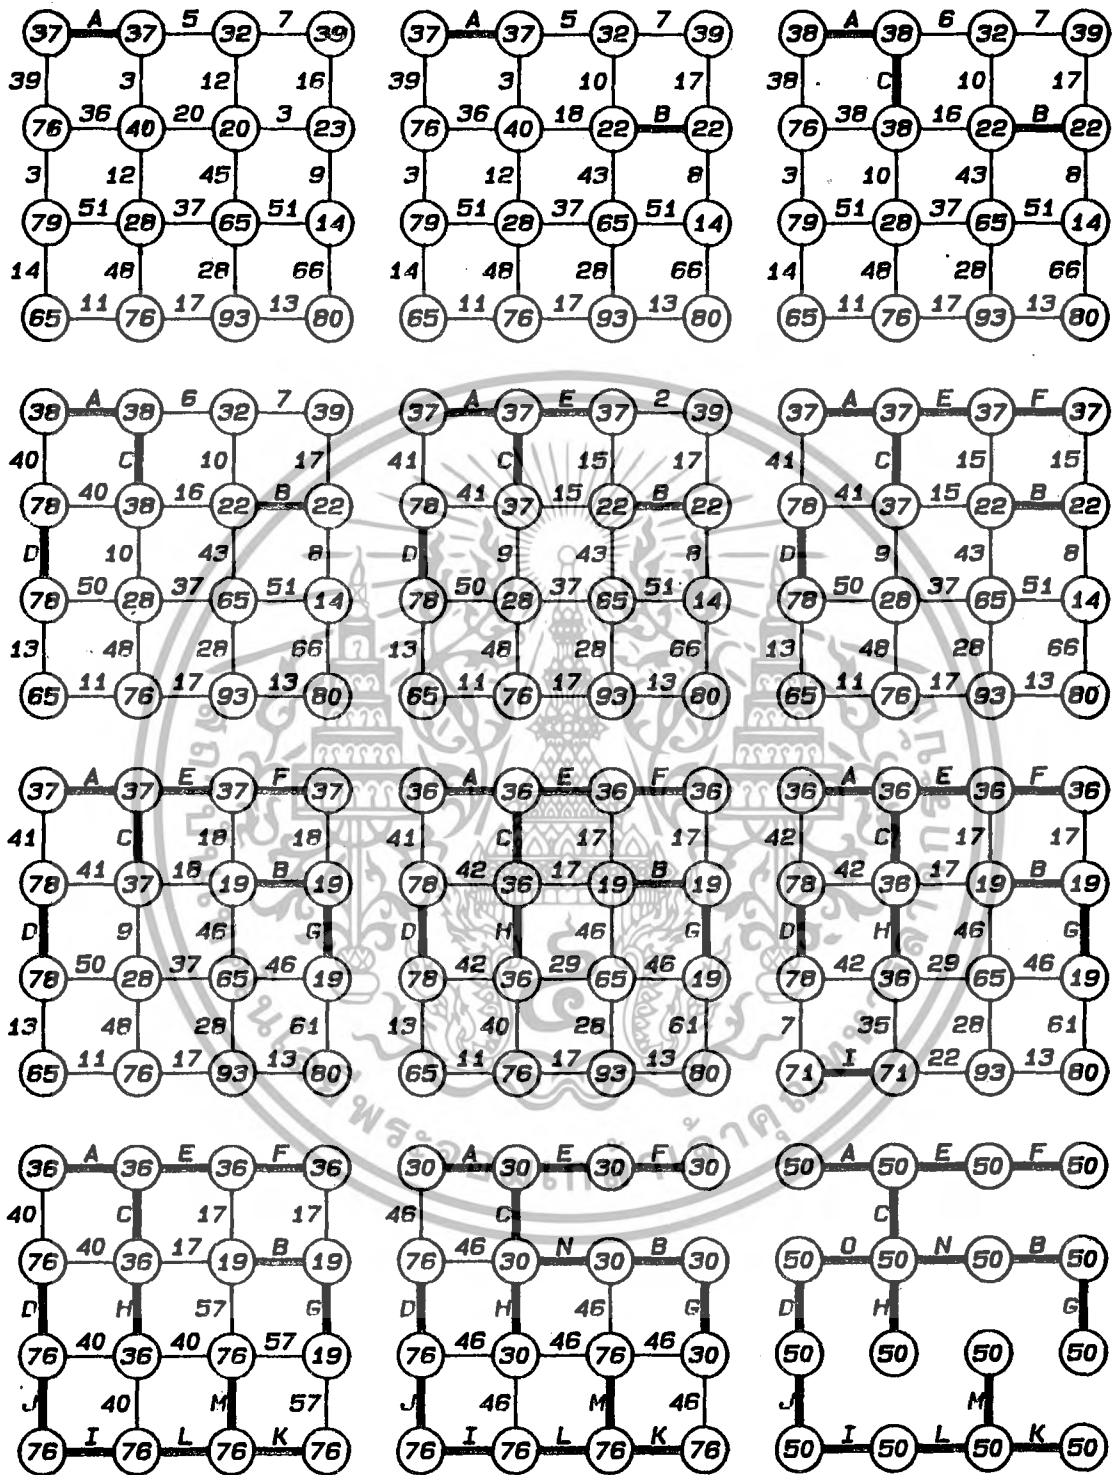 37 A 37 5 32 7 39 37 A 37 5 32 7 39 38 A 38 6 32 7 39
39 3 12 16 39 3 10 17 38 C 10 17
76 36 40 20 20 3 23 76 36 40 18 22 B 22 76 38 38 16 22 B 22
3 12 45 9 3 12 43 8 3 10 43 8
79 51 28 37 65 51 14 79 51 28 37 65 51 14 79 51 28 37 65 51 14
14 48 28 66 14 48 28 66 14 48 28 66
65 11 76 17 93 13 80 65 11 76 17 93 13 80 65 11 76 17 93 13 80
38 A 38 6 32 7 39 37 A 37 E 37 2 39 37 A 37 E 37 F 37
40 C 10 17 41 C 15 17 41 C 15 15
78 40 38 16 22 B 22 78 41 37 15 22 B 22 78 41 37 15 22 B 22
D 10 43 8 D 9 43 8 D 9 43 8
78 50 28 37 65 51 14 78 50 28 37 65 51 14 78 50 28 37 65 51 14
13 48 28 66 13 48 28 66 13 48 28 66
65 11 76 17 93 13 80 65 11 76 17 93 13 80 65 11 76 17 93 13 80
37 A 37 E 37 F 37 36 A 36 E 36 F 36 36 A 36 E 36 F 36
41 C 18 18 41 C 17 17 42 C 17 17
78 41 37 18 19 B 19 78 42 36 17 19 B 19 78 42 36 17 19 B 19
D 9 46 G D H 46 G D H 46 G
78 50 28 37 65 46 19 78 42 36 29 65 46 19 78 42 36 29 65 46 19
13 48 28 61 13 40 28 61 7 35 28 61
65 11 76 17 93 13 80 65 11 76 17 93 13 80 71 I 71 22 93 13 80
36 A 36 E 36 F 36 30 A 30 E 30 F 30 50 A 50 E 50 F 50
40 C 17 17 46 C C
76 40 36 17 19 B 19 76 46 30 N 30 B 30 50 O 50 N 50 B 50
D H 57 G D H 46 G D H G
76 40 36 40 76 57 19 76 46 30 46 76 46 30 50 50 50 50
J 40 M 57 J 46 M 46 J M
76 I 76 L 76 K 76 76 I 76 L 76 K 76 50 I 50 L 50 K 50